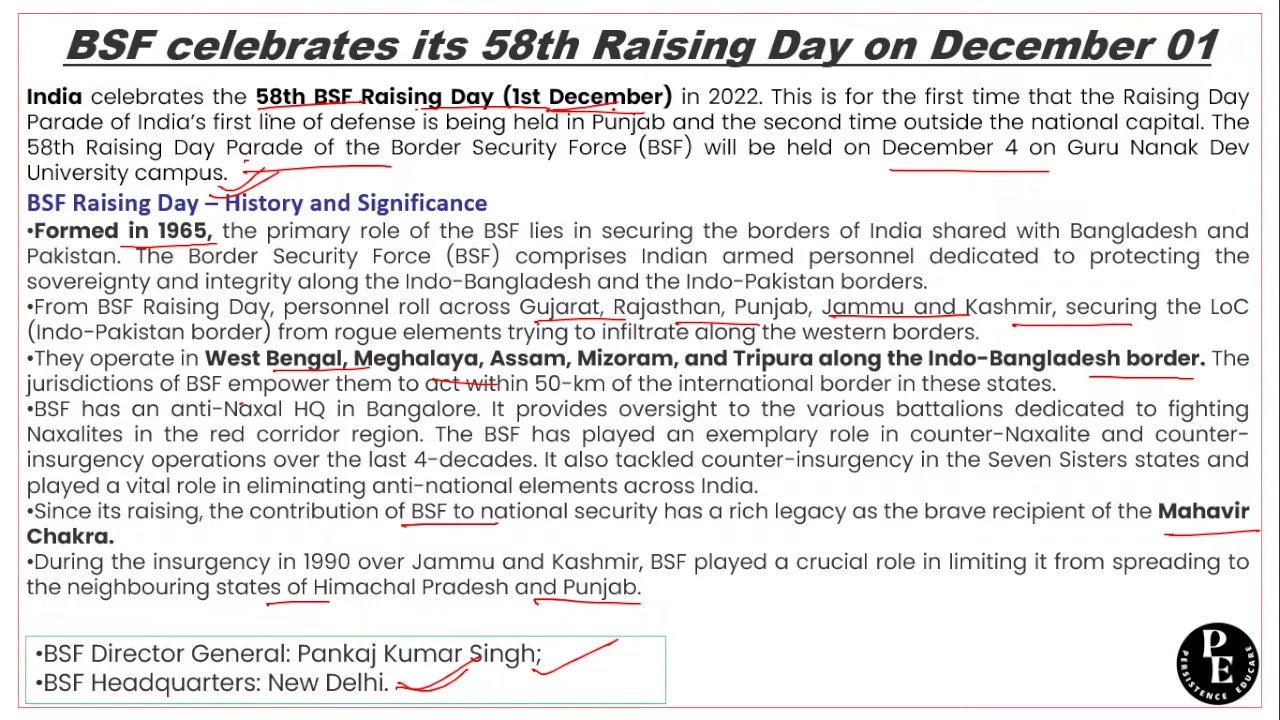 BSF celebrates its 58th Raising Day on December 01
India celebrates the 58th BSF Raising Day (1st December) in 2022. This is for the first time that the Raising Day
Parade of India's first line of defense is being held in Punjab and the second time outside the national capital. The
58th Raising Day Parade of the Border Security Force (BSF) will be held on December 4 on Guru Nanak Dev
University campus.
BSF Raising Day – History and Significance
•Formed in 1965, the primary role of the BSF lies in securing the borders of India shared with Bangladesh and
Pakistan. The Border Security Force (BSF) comprises Indian armed personnel dedicated to protecting the
sovereignty and integrity along the Indo-Bangladesh and the Indo-Pakistan borders.
•From BSF Raising Day, personnel roll across Gujarat, Rajasthan, Punjab, Jammu and Kashmir, securing the LoC
(Indo-Pakistan border) from rogue elements trying to infiltrate along the western borders.
•They operate in West Bengal, Meghalaya, Assam, Mizoram, and Tripura along the Indo-Bangladesh border. The
jurisdictions of BSF empower them to act within 50-km of the international border in these states.
•BSF has an anti-Naxal HQ in Bangalore. It provides oversight to the various battalions dedicated to fighting
Naxalites in the red corridor region. The BSF has played an exemplary role in counter-Naxalite and counter-
insurgency operations over the last 4-decades. It also tackled counter-insurgency in the Seven Sisters states and
played a vital role in eliminating anti-national elements across India.
•Since its raising, the contribution of BSF to national security has a rich legacy as the brave recipient of the Mahavir
Chakra.
•During the insurgency in 1990 over Jammu and Kashmir, BSF played a crucial role in limiting it from spreading to
the neighbouring states of Himachal Pradesh and Punjab.
•BSF Director General: Pankaj Kumar Singh;
•BSF Headquarters: New Delhi.
PE
PERSISTENCE EDUCARE